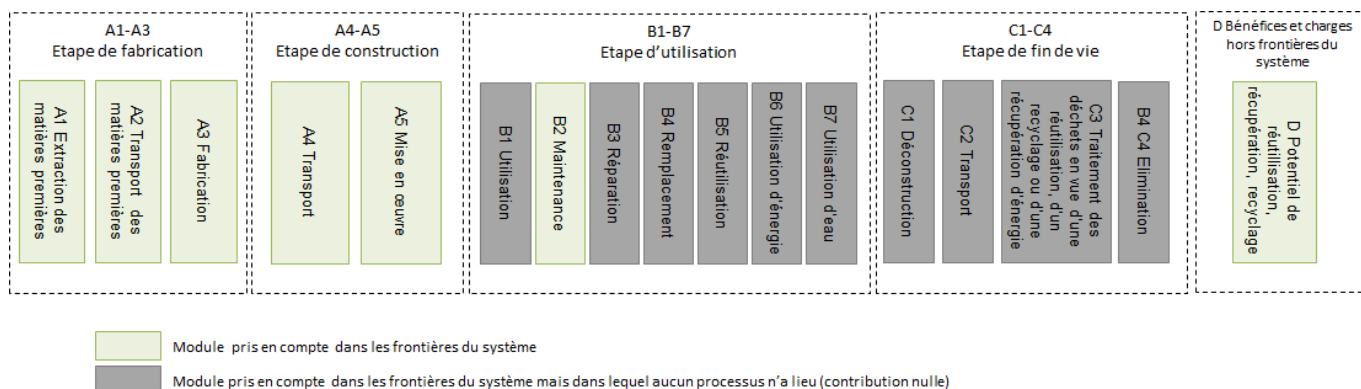 A1-A3
Etape de fabrication
A1 Extraction des
matières premières
A2 Transport des
matières premières
A3 Fabrication
A4-A5
Etape de construction
A4 Transport
A5 Mise en œuvre
B1-B7
Etape d'utilisation
B1 Utilisation
B2 Maintenance
B3 Réparation
B4 Remplacement
B5 Réutilisation
B6 Utilisation d'énergie
B7 Utilisation d'eau
C1-C4
Etape de fin de vie
C1 Déconstruction
C2 Transport
C3 Traitement des
déchets en vue d'une
réutilisation, d'un
recyclage ou d'une
récupération d'énergie
B4 C4 Elimination
D Bénéfices et charges
hors frontières du
système
D Potentiel de
réutillisation,
récupération, recyclage
Module pris en compte dans les frontières du système
Module pris en compte dans les frontières du système mais dans lequel aucun processus n'a lieu (contribution nulle)